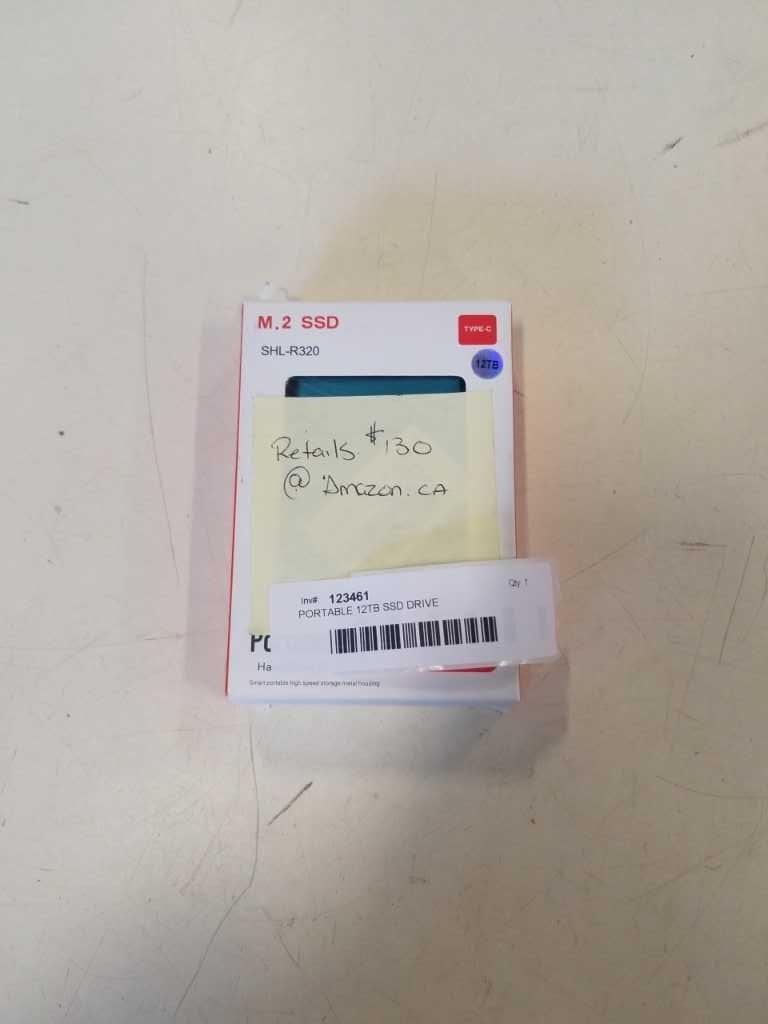 M.2 SSD
TYPE-C
SHL-R320
12TB
Retails $130
@ Amazon.CA
Inv# 123461
Qty 1
PORTABLE 12TB SSD DRIVE
Ha
Smart portable high speed storage metal housing